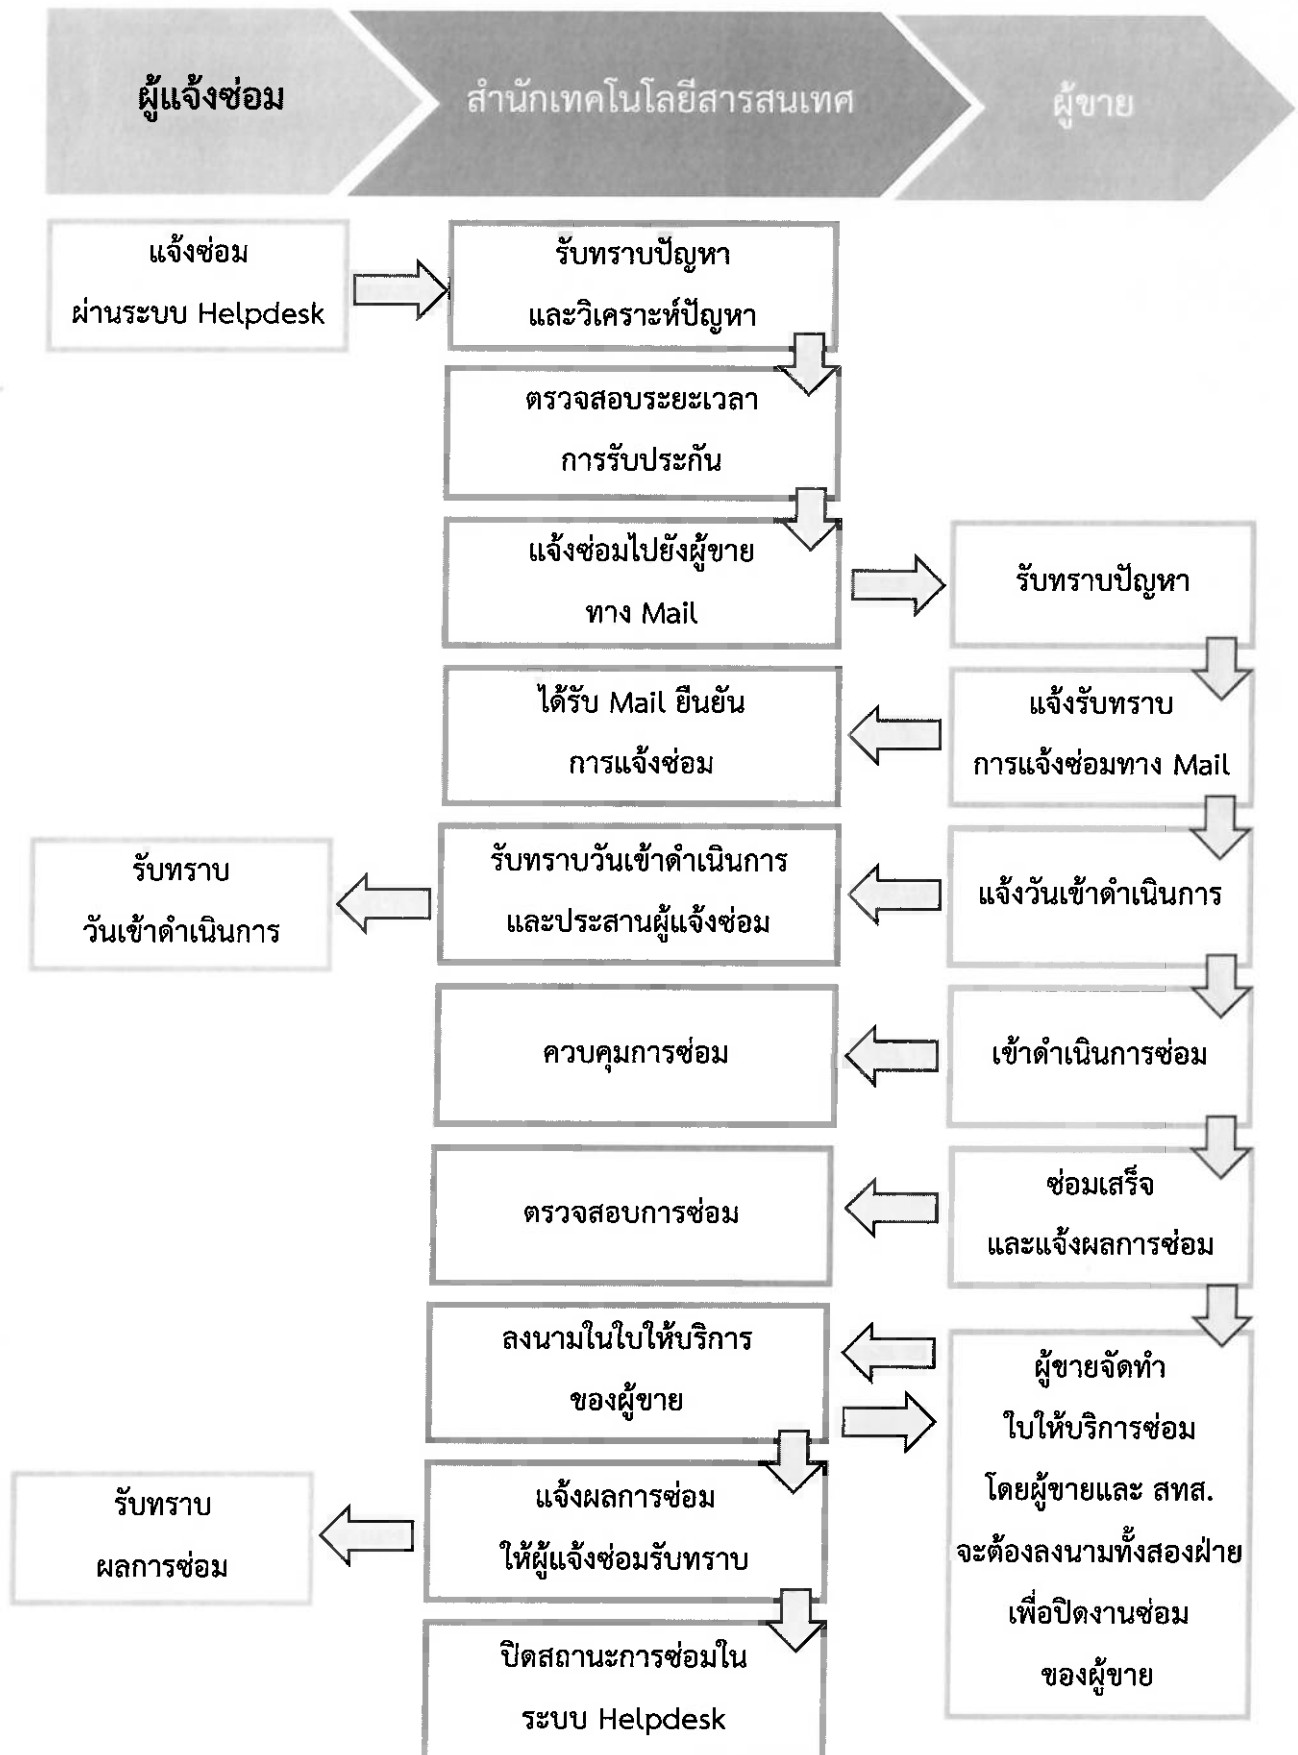 ผู้แจ้งซ่อม
สำนักเทคโนโลยีสารสนเทศ
ผู้ขาย
แจ้งซ่อม
ผ่านระบบ Helpdesk
รับทราบปัญหา
และวิเคราะห์ปัญหา
ตรวจสอบระยะเวลา
การรับประกัน
แจ้งซ่อมไปยังผู้ขาย
ทาง Mail
รับทราบปัญหา
ได้รับ Mail ยืนยัน
การแจ้งซ่อม
แจ้งรับทราบ
การแจ้งซ่อมทาง Mail
รับทราบ
วันเข้าดำเนินการ
รับทราบวันเข้าดำเนินการ
และประสานผู้แจ้งซ่อม
แจ้งวันเข้าดำเนินการ
ควบคุมการซ่อม
เข้าดำเนินการซ่อม
ตรวจสอบการซ่อม
ซ่อมเสร็จ
และแจ้งผลการซ่อม
ลงนามในใบให้บริการ
ของผู้ขาย
ผู้ขายจัดทำ
ใบให้บริการซ่อม
โดยผู้ขายและ สทส.
จะต้องลงนามทั้งสองฝ่าย
เพื่อปิดงานซ่อม
ของผู้ขาย
รับทราบ
ผลการซ่อม
แจ้งผลการซ่อม
ให้ผู้แจ้งซ่อมรับทราบ
ปิดสถานะการซ่อมใน
ระบบ Helpdesk